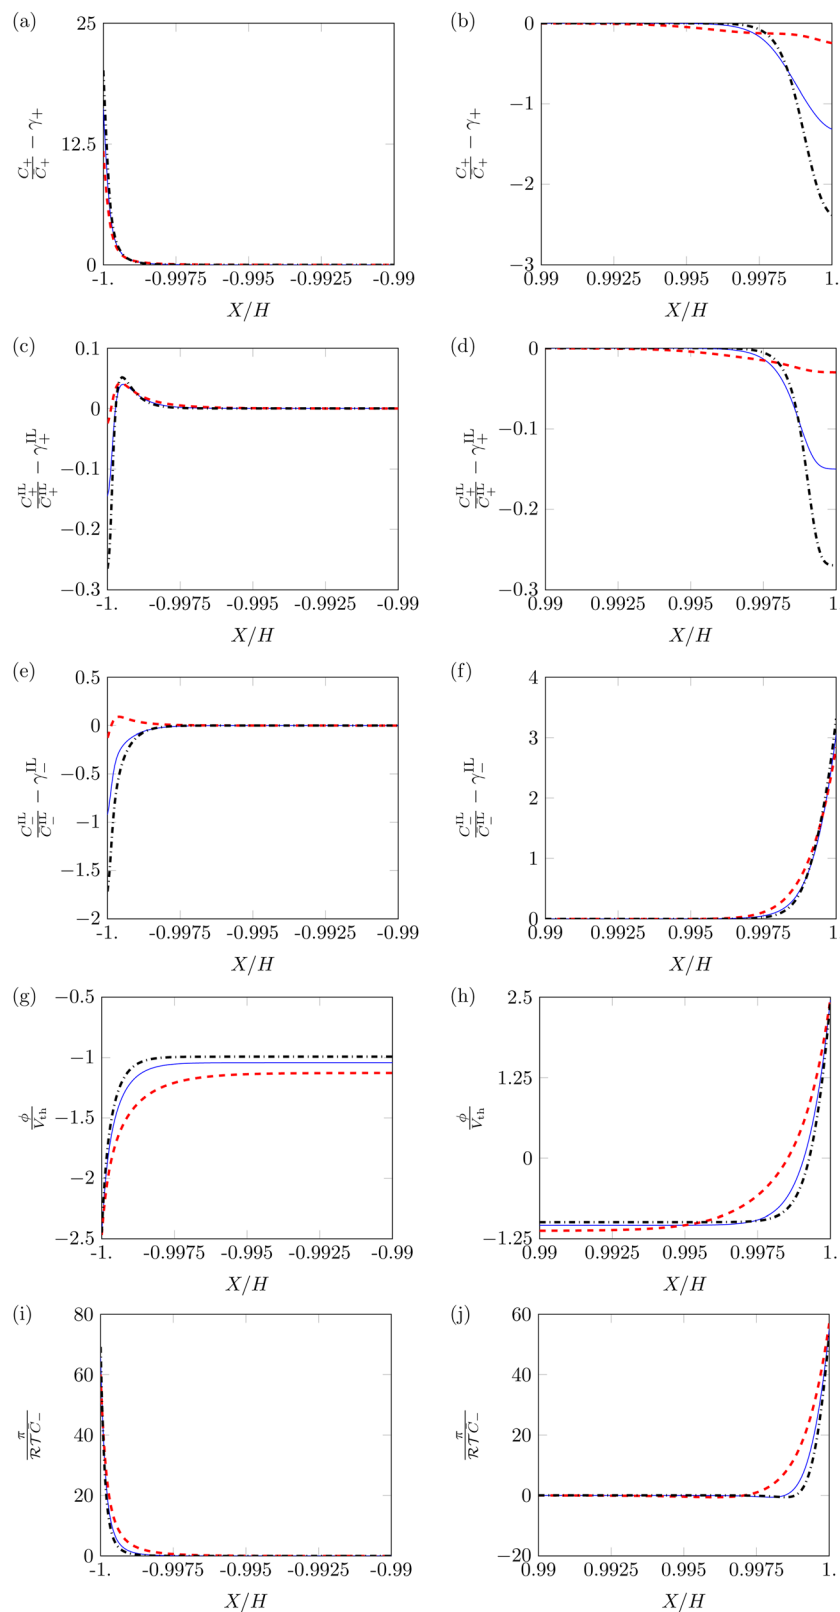 (a)
25
12.5
0
C₊/C̄₊ − γ₊
-1. -0.9975 -0.995 -0.9925 -0.99
X/H
(b)
0
−1
−2
−3
C₊/C̄₊ − γ₊
0.99 0.9925 0.995 0.9975 1.
X/H
(c)
0.1
0
−0.1
−0.2
−0.3
C₊ᴵᴸ/C̄₊ᴵᴸ − γ₊ᴵᴸ
-1. -0.9975 -0.995 -0.9925 -0.99
X/H
(d)
0
−0.1
−0.2
−0.3
C₊ᴵᴸ/C̄₊ᴵᴸ − γ₊ᴵᴸ
0.99 0.9925 0.995 0.9975 1.
X/H
(e)
0.5
0
−0.5
−1
−1.5
−2
C₋ᴵᴸ/C̄₋ᴵᴸ − γ₋ᴵᴸ
-1. -0.9975 -0.995 -0.9925 -0.99
X/H
(f)
4
3
2
1
0
C₋ᴵᴸ/C̄₋ᴵᴸ − γ₋ᴵᴸ
0.99 0.9925 0.995 0.9975 1.
X/H
(g)
−0.5
−1
−1.5
−2
−2.5
ϕ/V_th
-1. -0.9975 -0.995 -0.9925 -0.99
X/H
(h)
2.5
1.25
0
−1.25
ϕ/V_th
0.99 0.9925 0.995 0.9975 1.
X/H
(i)
80
60
40
20
0
π/ℛ𝒯C̄₋
-1. -0.9975 -0.995 -0.9925 -0.99
X/H
(j)
60
40
20
0
−20
π/ℛ𝒯C̄₋
0.99 0.9925 0.995 0.9975 1.
X/H